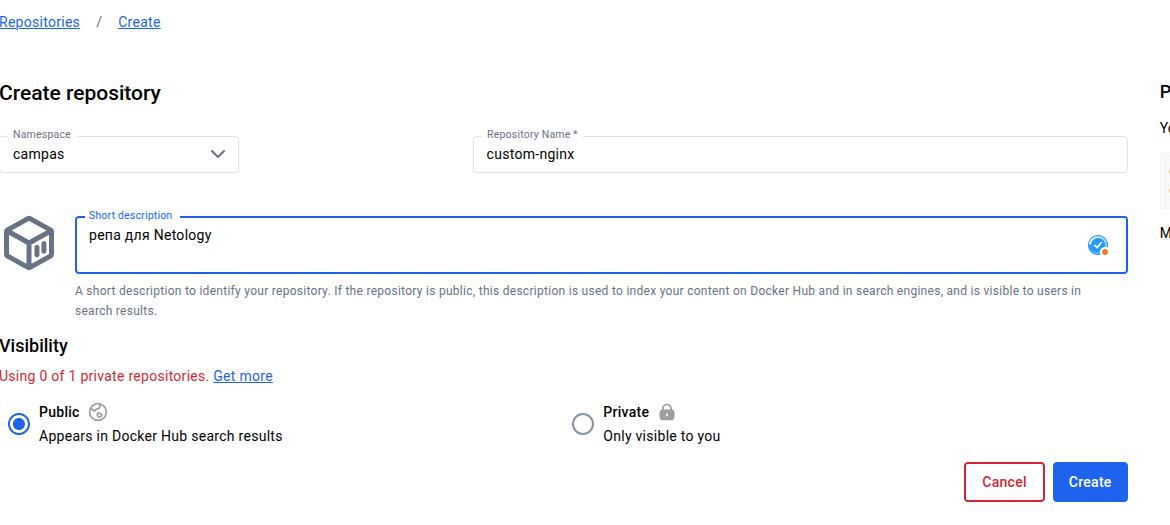 Repositories / Create
Create repository
P
Namespace
campas
Repository Name *
custom-nginx
Yo
Short description
репа для Netology
M
A short description to identify your repository. If the repository is public, this description is used to index your content on Docker Hub and in search engines, and is visible to users in
search results.
Visibility
Using 0 of 1 private repositories. Get more
Public
Appears in Docker Hub search results
Private
Only visible to you
Cancel
Create